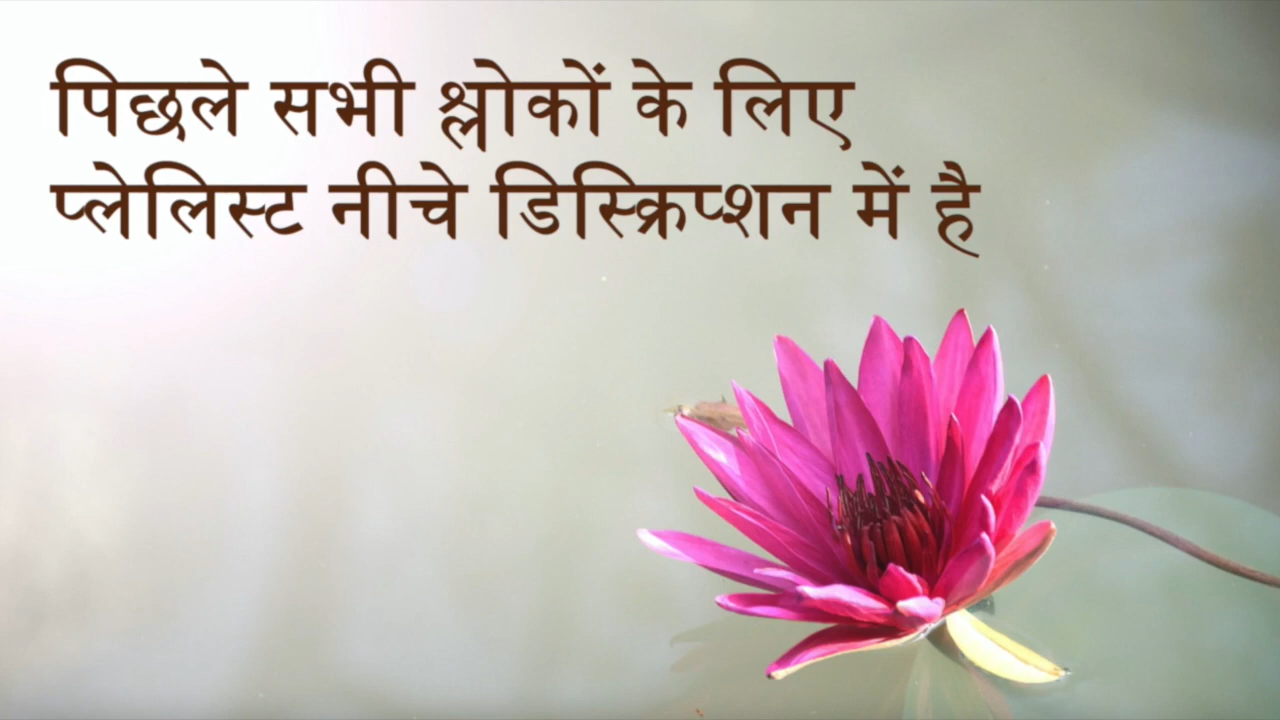 पिछले सभी श्लोकों के लिए
प्लेलिस्ट नीचे डिस्क्रिप्शन में है